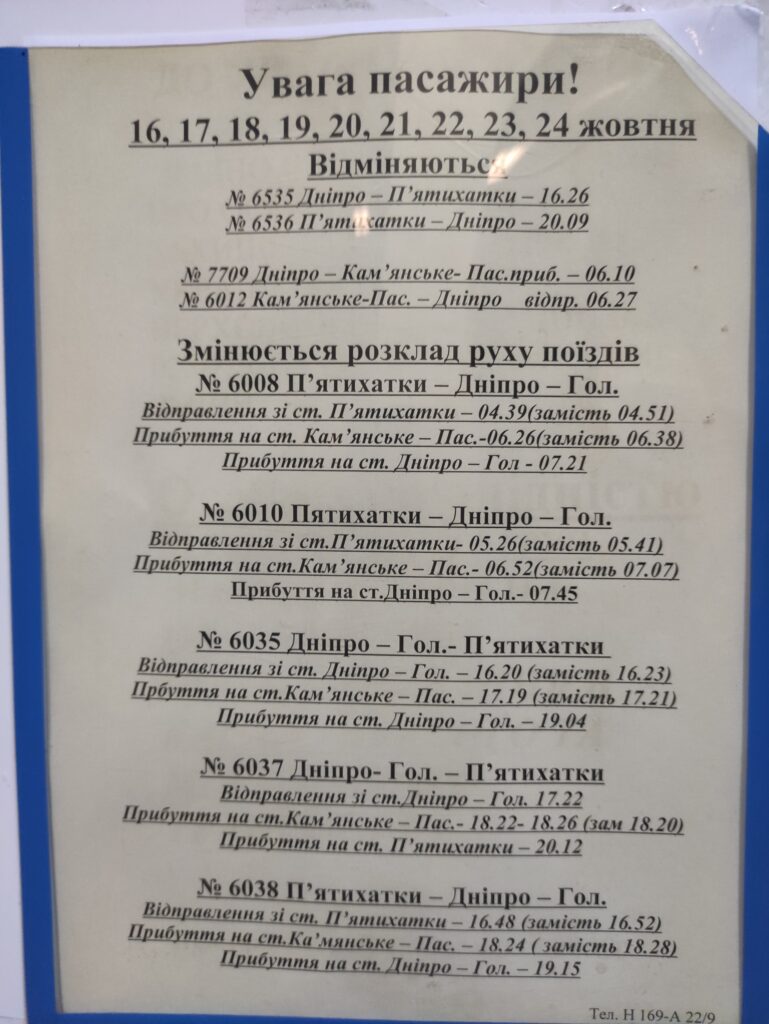 Увага пасажири!
16, 17, 18, 19, 20, 21, 22, 23, 24 жовтня
Відміняються
№ 6535 Дніпро – П’ятихатки – 16.26
№ 6536 П’ятихатки – Дніпро – 20.09
№ 7709 Дніпро – Кам’янське- Пас.приб. – 06.10
№ 6012 Кам’янське-Пас. – Дніпро відпр. 06.27
Змінюється розклад руху поїздів
№ 6008 П’ятихатки – Дніпро – Гол.
Відправлення зі ст. П’ятихатки – 04.39(замість 04.51)
Прибуття на ст. Кам’янське – Пас.-06.26(замість 06.38)
Прибуття на ст. Дніпро – Гол - 07.21
№ 6010 Пятихатки – Дніпро – Гол.
Відправлення зі ст.П’ятихатки- 05.26(замість 05.41)
Прибуття на ст.Кам’янське – Пас.- 06.52(замість 07.07)
Прибуття на ст.Дніпро – Гол.- 07.45
№ 6035 Дніпро – Гол.- П’ятихатки
Відправлення зі ст. Дніпро – Гол. – 16.20 (замість 16.23)
Прбуття на ст.Кам’янське – Пас. – 17.19 (замість 17.21)
Прибуття на ст. Дніпро – Гол. – 19.04
№ 6037 Дніпро- Гол. – П’ятихатки
Відправлення зі ст.Дніпро – Гол. 17.22
Прибуття на ст.Кам’янське – Пас.- 18.22- 18.26 (зам 18.20)
Прибуття на ст. П’ятихатки – 20.12
№ 6038 П’ятихатки – Дніпро – Гол.
Відправлення зі ст. П’ятихатки – 16.48 (замість 16.52)
Прибуття на ст.Ка’мянське – Пас. – 18.24 ( замість 18.28)
Прибуття на ст. Дніпро – Гол. – 19.15
Тел. Н 169-А 22/9